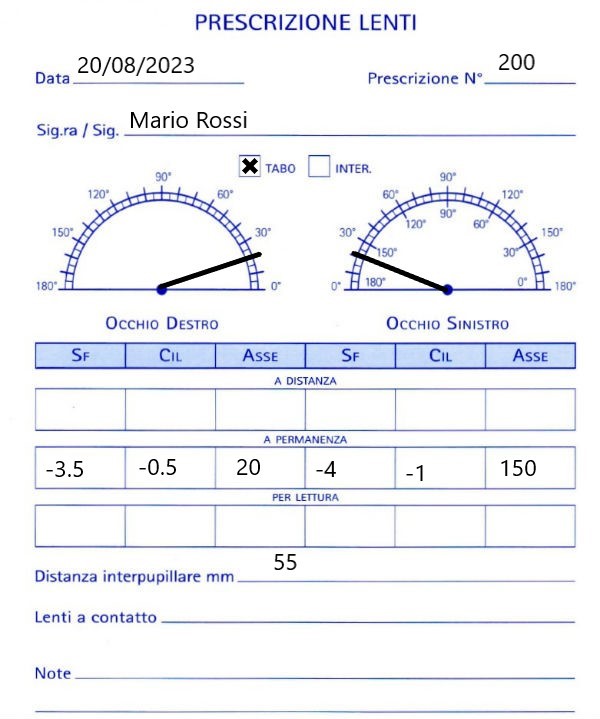 PRESCRIZIONE LENTI
Data 20/08/2023 Prescrizione N° 200
Sig.ra / Sig. Mario Rossi
✖ TABO INTER.
90° 90°
120° 60° 60° 120°
120° 90° 60°
150° 30° 30° 150°
150° 30°
180° 0° 0° 180°
180° 0°
OCCHIO DESTRO OCCHIO SINISTRO
SF CIL ASSE SF CIL ASSE
A DISTANZA
A PERMANENZA
-3.5 -0.5 20 -4 -1 150
PER LETTURA
Distanza interpupillare mm 55
Lenti a contatto
Note